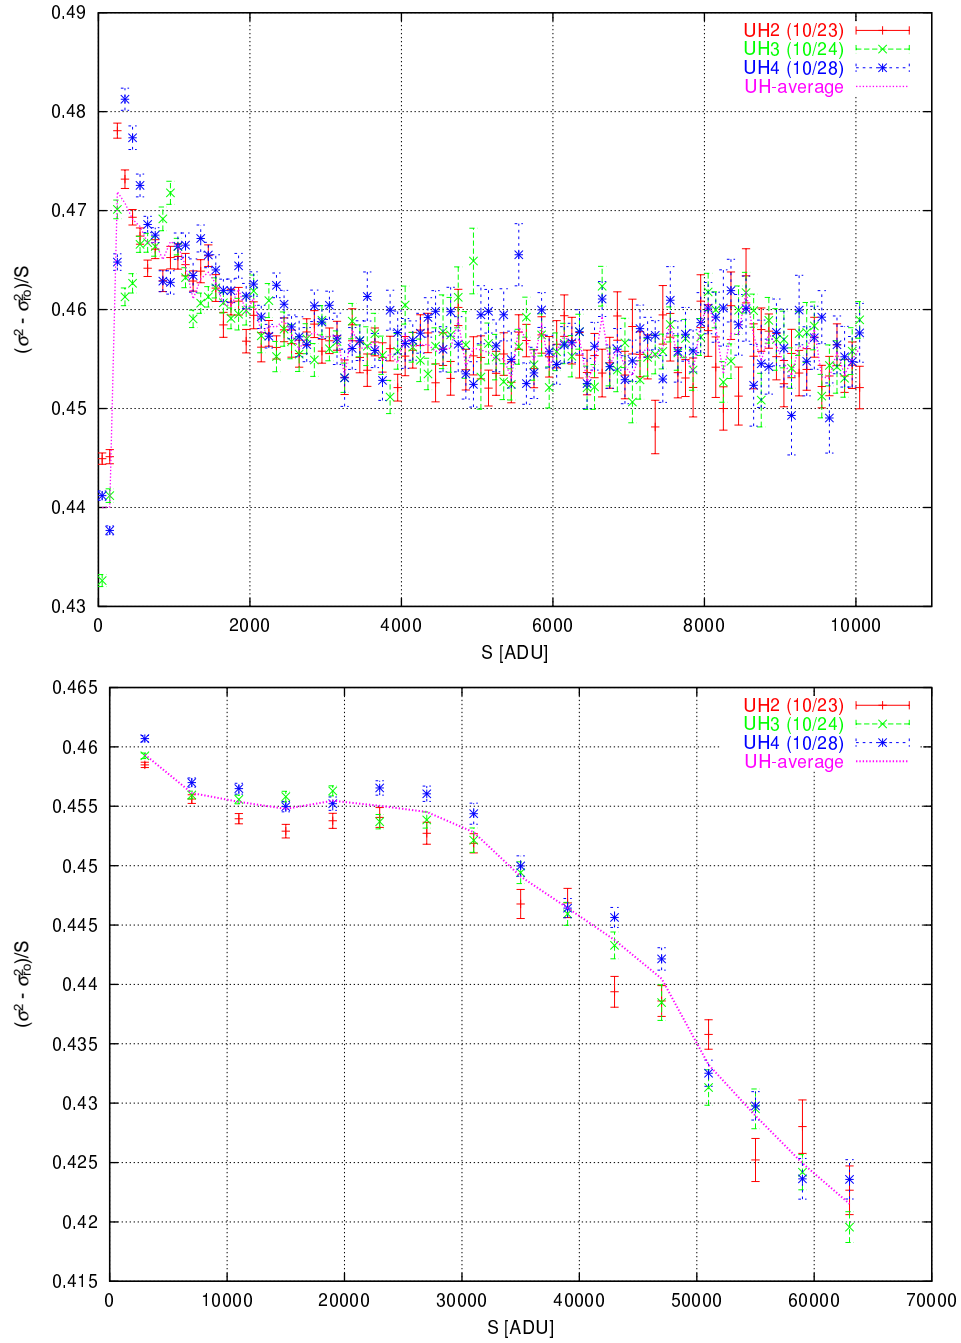 0.49
UH2 (10/23)
UH3 (10/24)
UH4 (10/28)
UH-average
0.48
0.47
0.46
0.45
0.44
0.43
(σ² - σ²ro)/S
0 2000 4000 6000 8000 10000
S [ADU]
0.465
UH2 (10/23)
UH3 (10/24)
UH4 (10/28)
UH-average
0.46
0.455
0.45
0.445
0.44
0.435
0.43
0.425
0.42
0.415
(σ² - σ²ro)/S
0 10000 20000 30000 40000 50000 60000 70000
S [ADU]